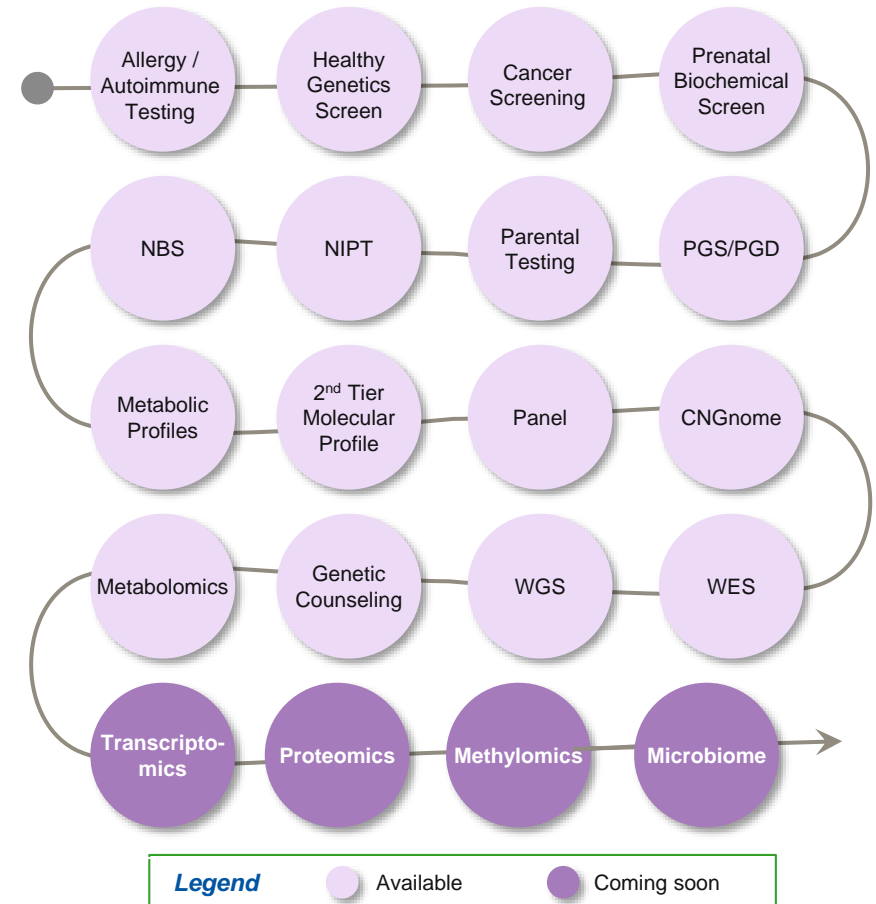 Allergy /
Autoimmune
Testing
Healthy
Genetics
Screen
Cancer
Screening
Prenatal
Biochemical
Screen
NBS
NIPT
Parental
Testing
PGS/PGD
Metabolic
Profiles
2nd Tier
Molecular
Profile
Panel
CNGnome
Metabolomics
Genetic
Counseling
WGS
WES
Transcripto-
mics
Proteomics
Methylomics
Microbiome
Legend
Available
Coming soon